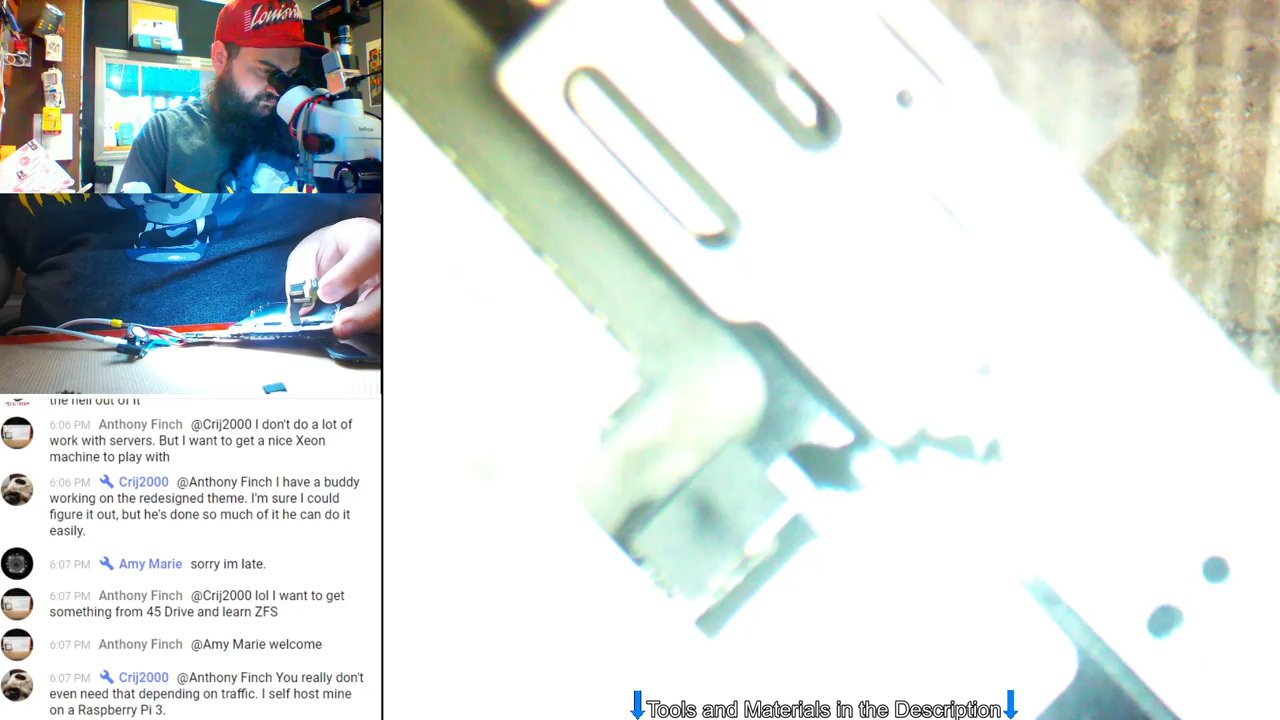 Louisville
the hell out of it
6:06 PM Anthony Finch @Crij2000 I don't do a lot of
work with servers. But I want to get a nice Xeon
machine to play with
6:06 PM Crij2000 @Anthony Finch I have a buddy
working on the redesigned theme. I'm sure I could
figure it out, but he's done so much of it he can do it
easily.
6:07 PM Amy Marie sorry im late.
6:07 PM Anthony Finch @Crij2000 lol I want to get
something from 45 Drive and learn ZFS
6:07 PM Anthony Finch @Amy Marie welcome
6:07 PM Crij2000 @Anthony Finch You really don't
even need that depending on traffic. I self host mine
on a Raspberry Pi 3.
Tools and Materials in the Description